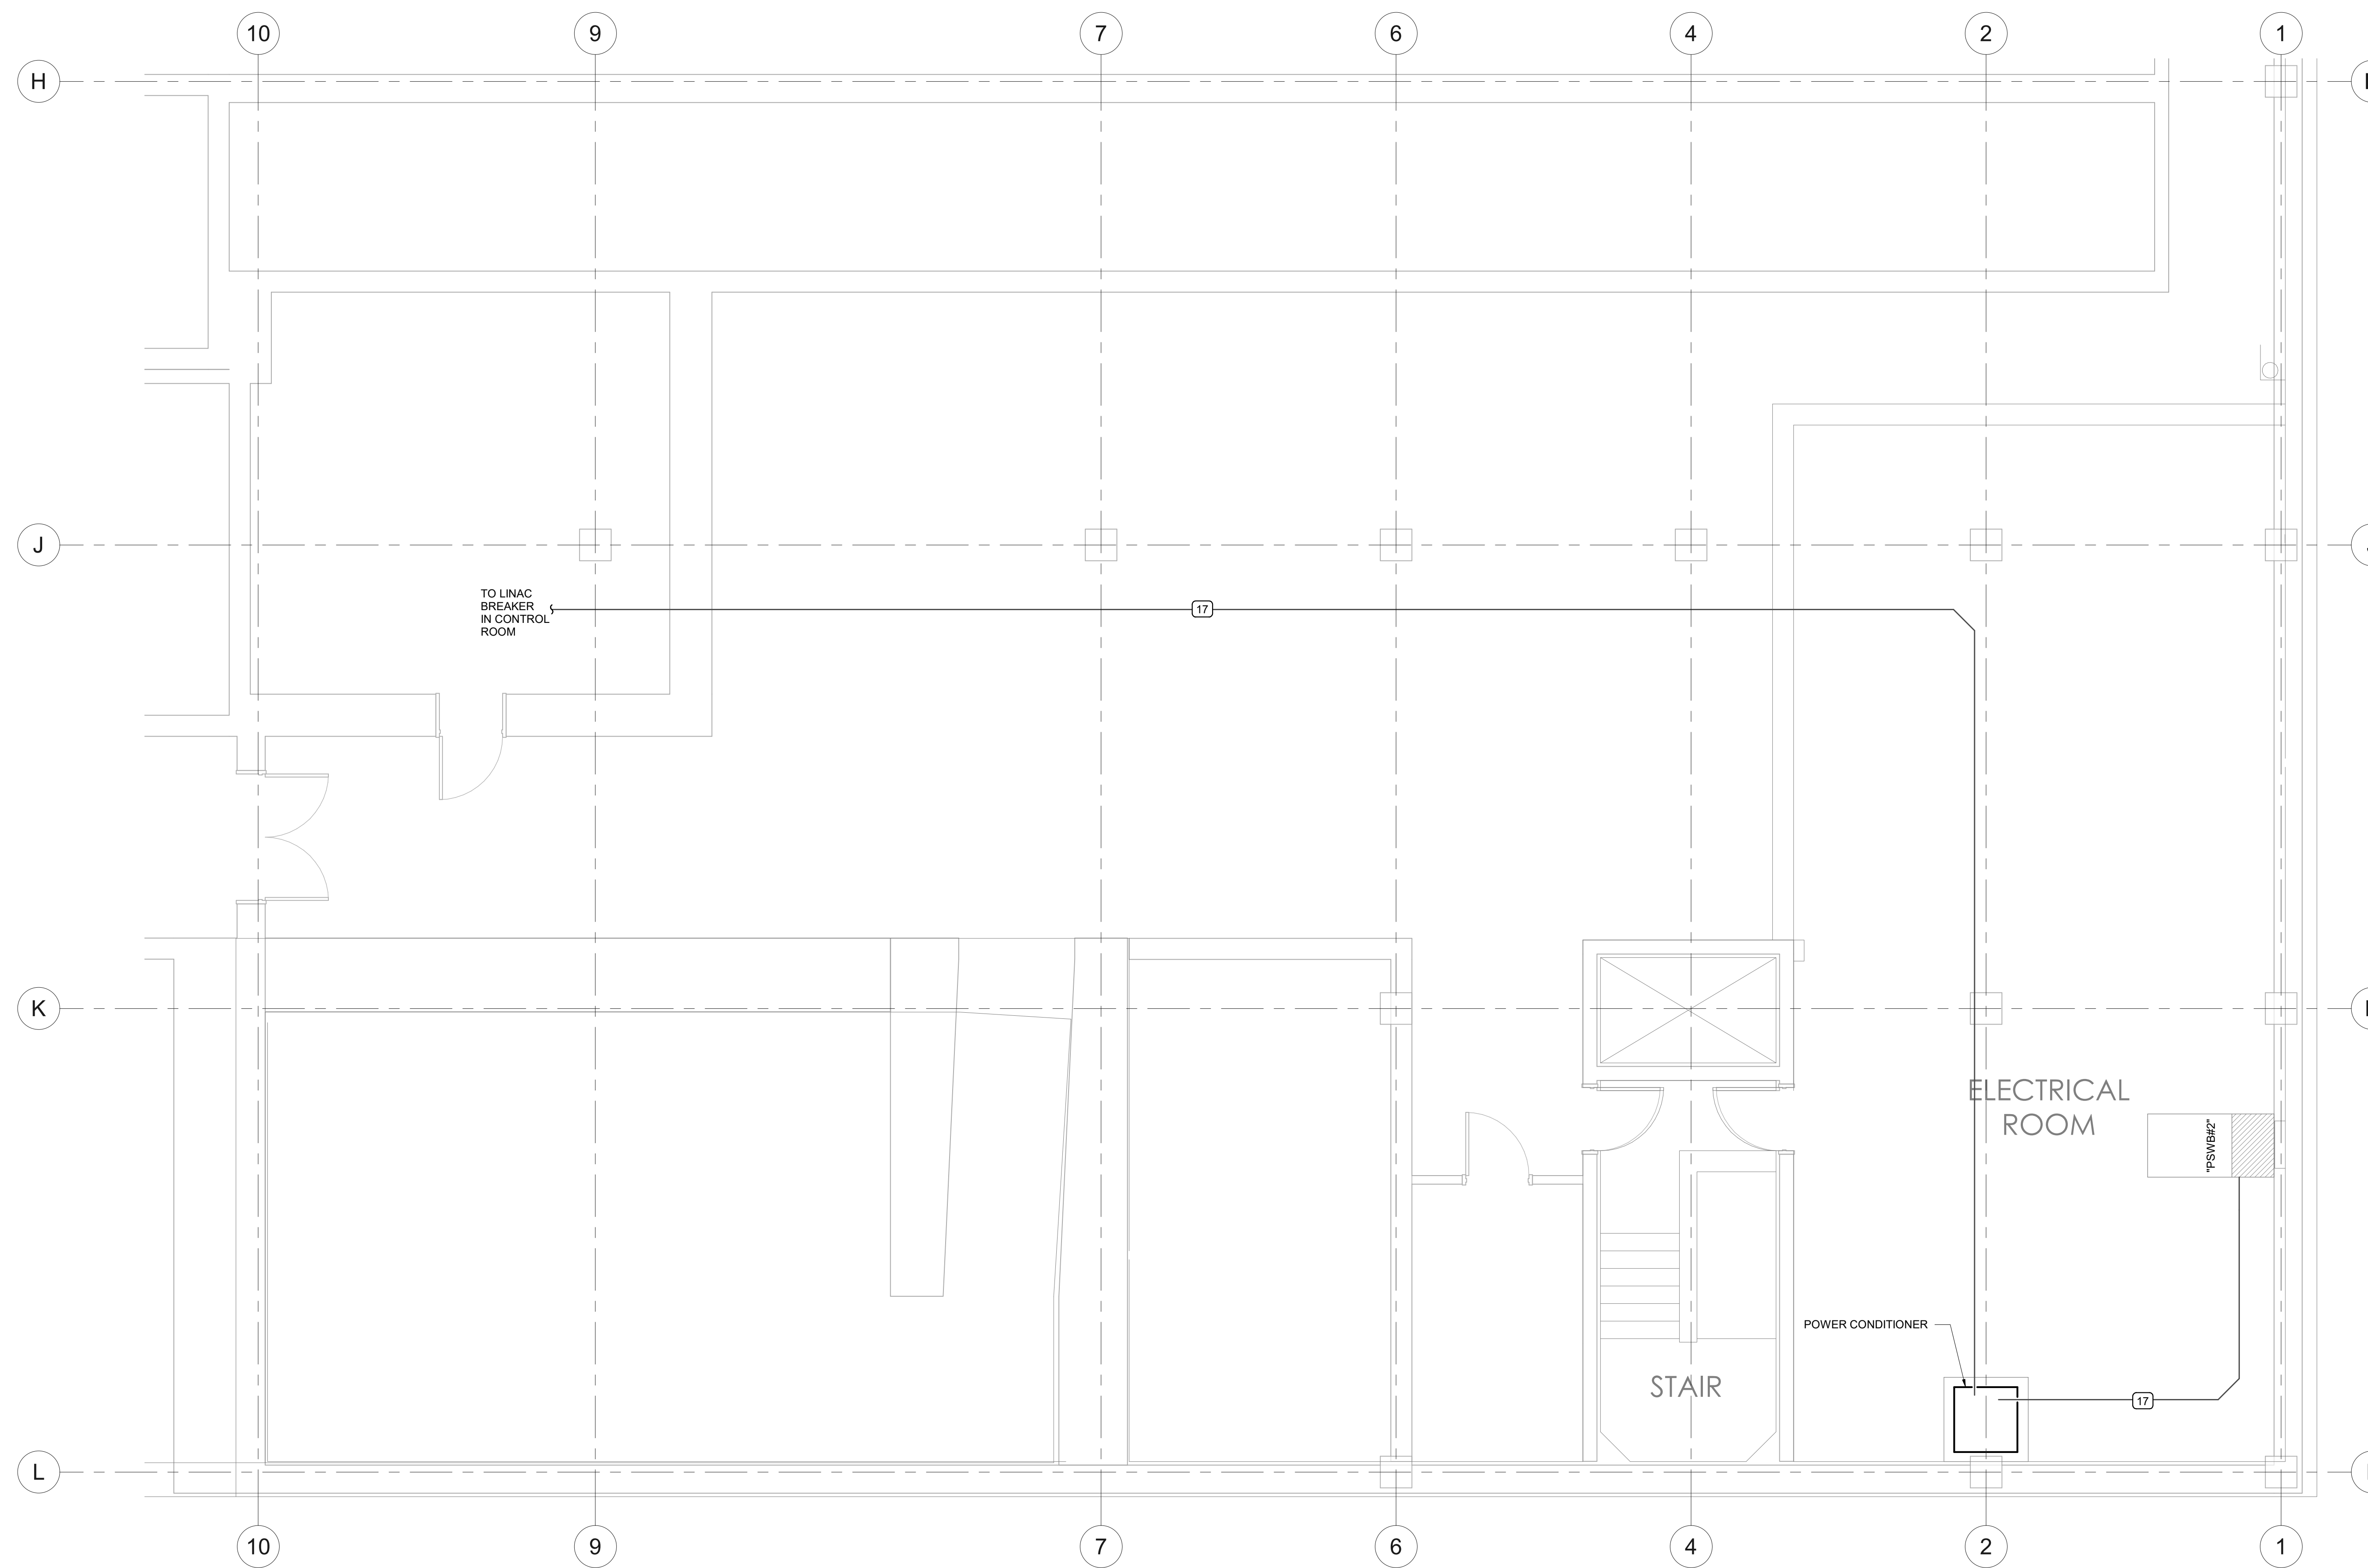 10 9 7 6 4 2 1
H
J
TO LINAC
BREAKER
IN CONTROL
ROOM
17
K
ELECTRICAL
ROOM
"PSWB#2"
POWER CONDITIONER
STAIR
17
L
10 9 7 6 4 2 1